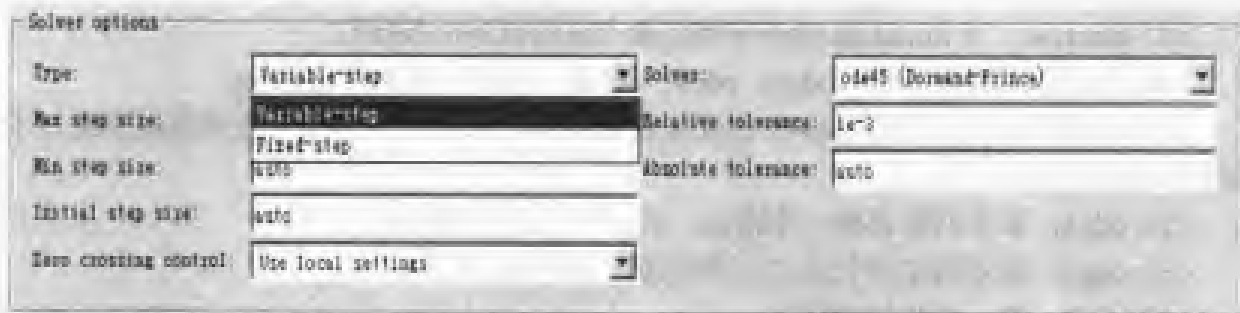 Solver options
Type: Variable-step Solver: ode45 (Dormand-Prince)
Max step size: Variable-step Relative tolerance: 1e-3
Fixed-step
Min step size: auto Absolute tolerance: auto
Initial step size: auto
Zero crossing control: Use local settings